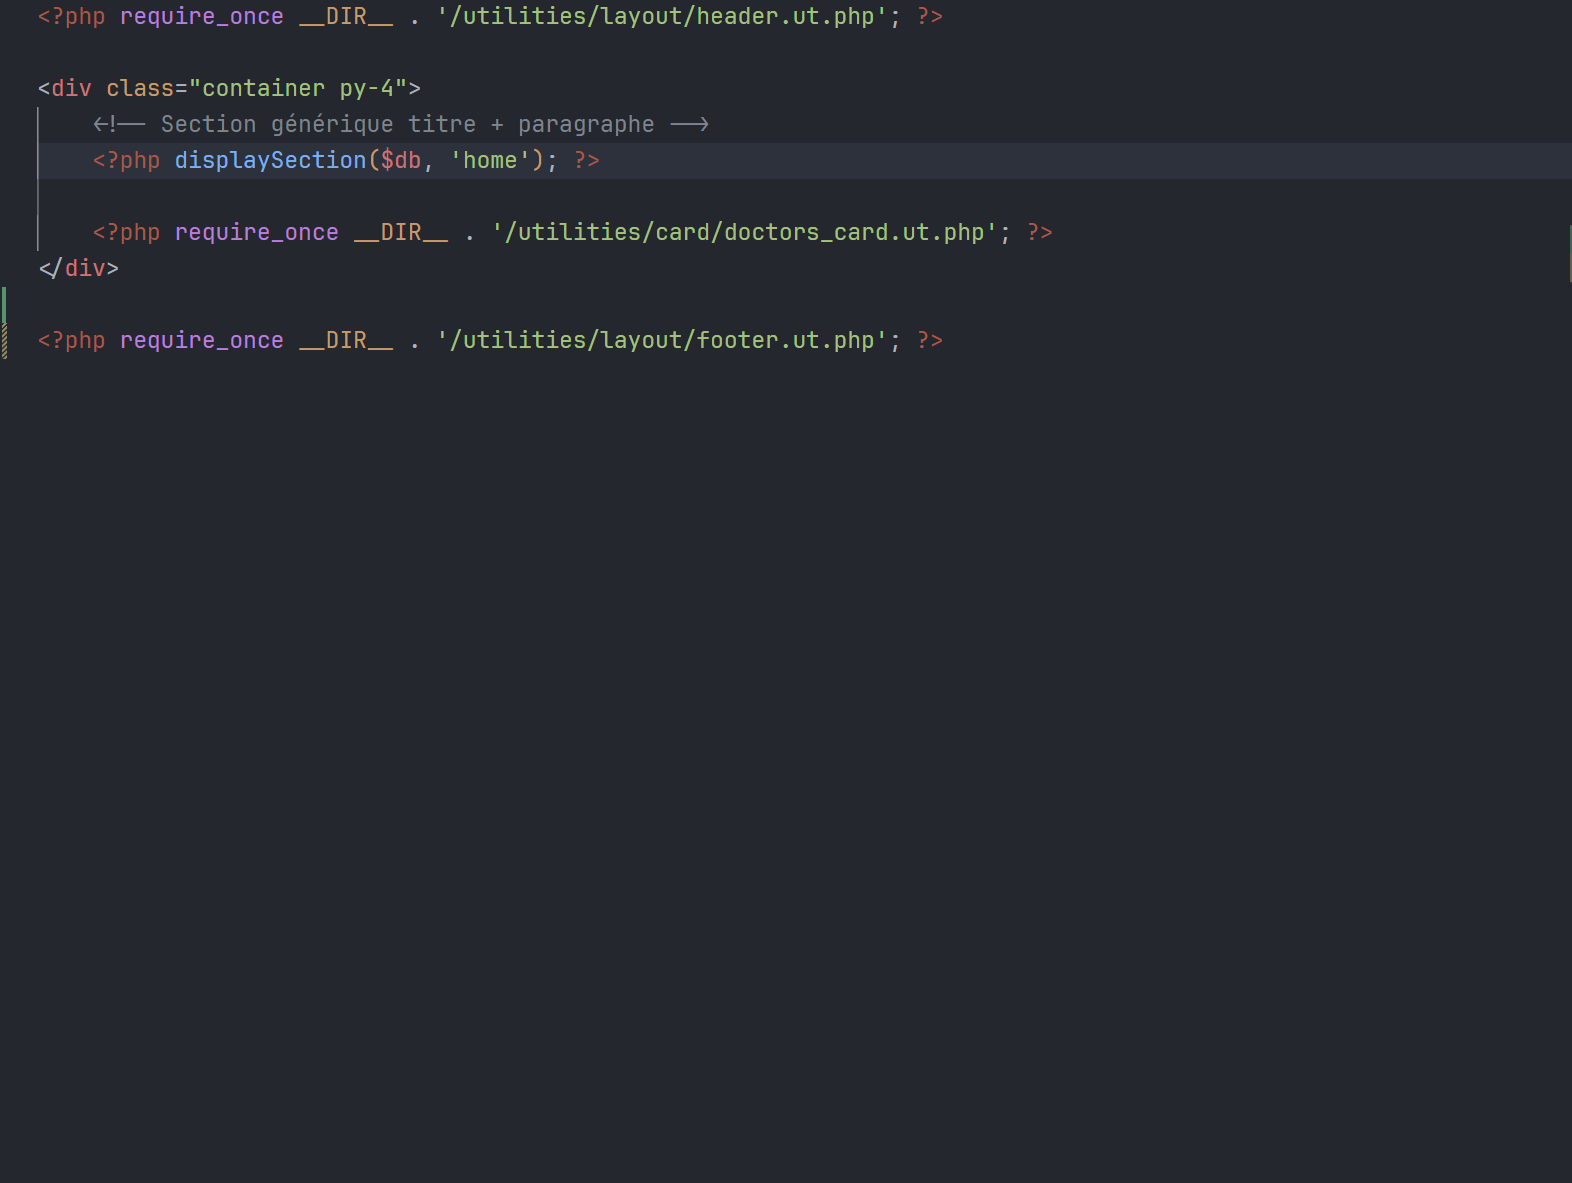 <?php require_once __DIR__ . '/utilities/layout/header.ut.php'; ?>
<div class="container py-4">
<!-- Section générique titre + paragraphe -->
<?php displaySection($db, 'home'); ?>
<?php require_once __DIR__ . '/utilities/card/doctors_card.ut.php'; ?>
</div>
<?php require_once __DIR__ . '/utilities/layout/footer.ut.php'; ?>